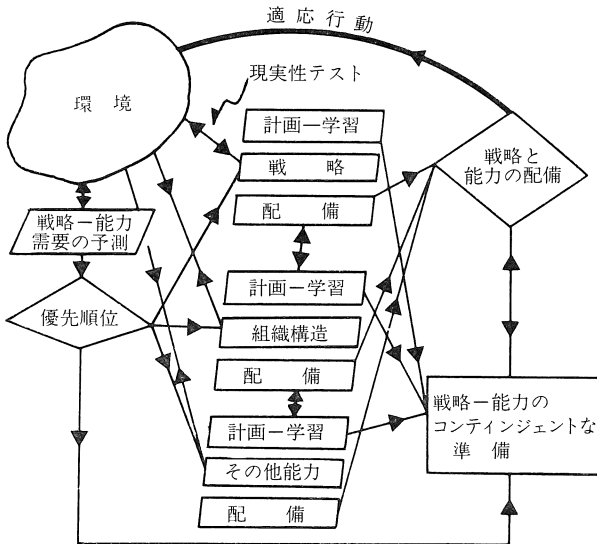 適応行動
環境
現実性テスト
計画ー学習
戦略
配備
戦略と
能力の配備
戦略ー能力
需要の予測
計画ー学習
優先順位
組織構造
配備
計画ー学習
戦略ー能力の
コンティンジェントな
準備
その他能力
配備